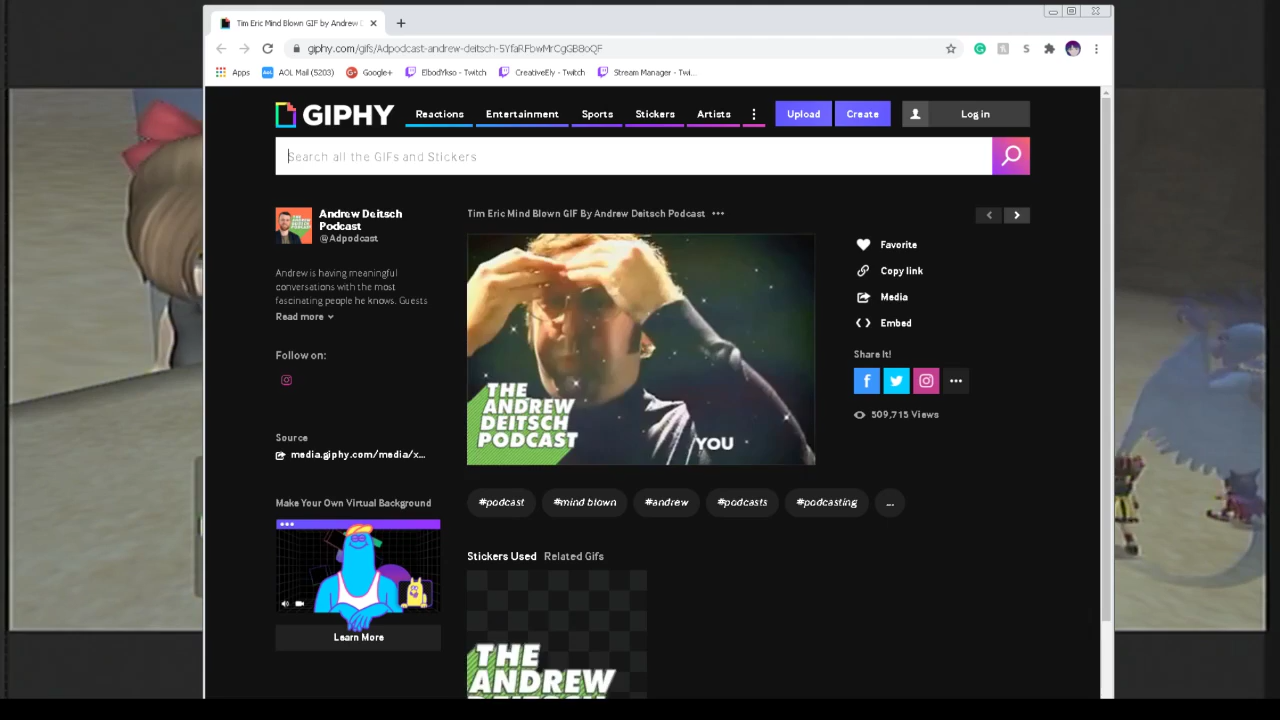 Tim Eric Mind Blown GIF by Andrew D
giphy.com/gifs/Adpodcast-andrew-deitsch-5YfaRFbwMrCgGB8oQF
Apps AOL Mail (5203) Google+ ElbodYkso - Twitch CreativeEly - Twitch Stream Manager - Twi...
GIPHY Reactions Entertainment Sports Stickers Artists Upload Create Log in
Search all the GIFs and Stickers
Andrew Deitsch
Podcast
@Adpodcast
Andrew is having meaningful
conversations with the most
fascinating people he knows. Guests
Read more
Follow on:
Source
media.giphy.com/media/x...
Make Your Own Virtual Background
Learn More
Tim Eric Mind Blown GIF By Andrew Deitsch Podcast
THE
ANDREW
DEITSCH
PODCAST
YOU
Favorite
Copy link
Media
Embed
Share It!
509,715 Views
#podcast #mind blown #andrew #podcasts #podcasting ...
Stickers Used Related Gifs
THE
ANDREW